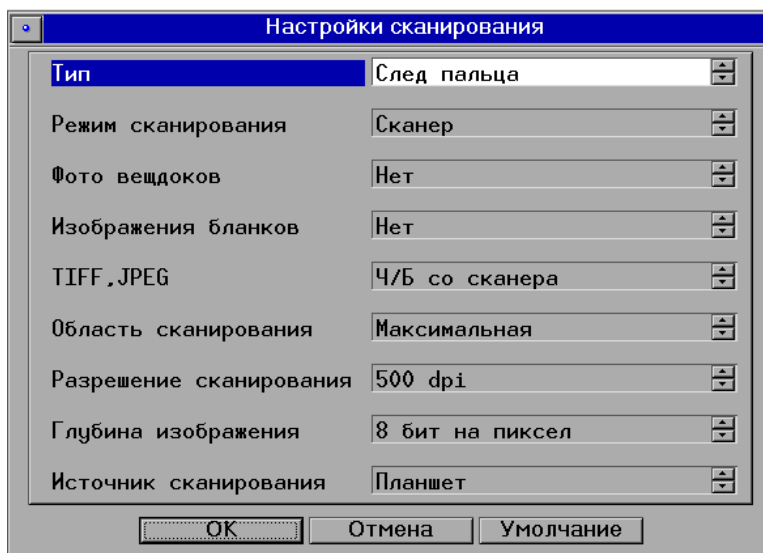 Настройки сканирования
Тип След пальца
Режим сканирования Сканер
Фото вещдоков Нет
Изображения бланков Нет
TIFF,JPEG Ч/Б со сканера
Область сканирования Максимальная
Разрешение сканирования 500 dpi
Глубина изображения 8 бит на пиксел
Источник сканирования Планшет
OK Отмена Умолчание